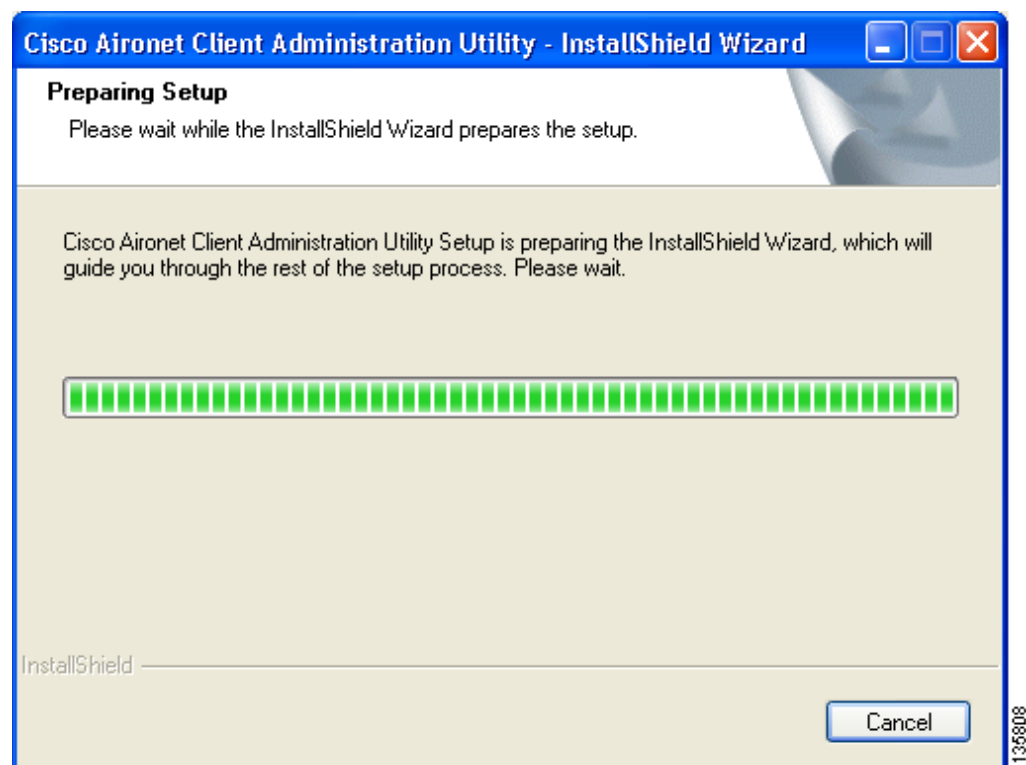 Cisco Aironet Client Administration Utility - InstallShield Wizard
Preparing Setup
Please wait while the InstallShield Wizard prepares the setup.
Cisco Aironet Client Administration Utility Setup is preparing the InstallShield Wizard, which will
guide you through the rest of the setup process. Please wait.
InstallShield
Cancel
135808